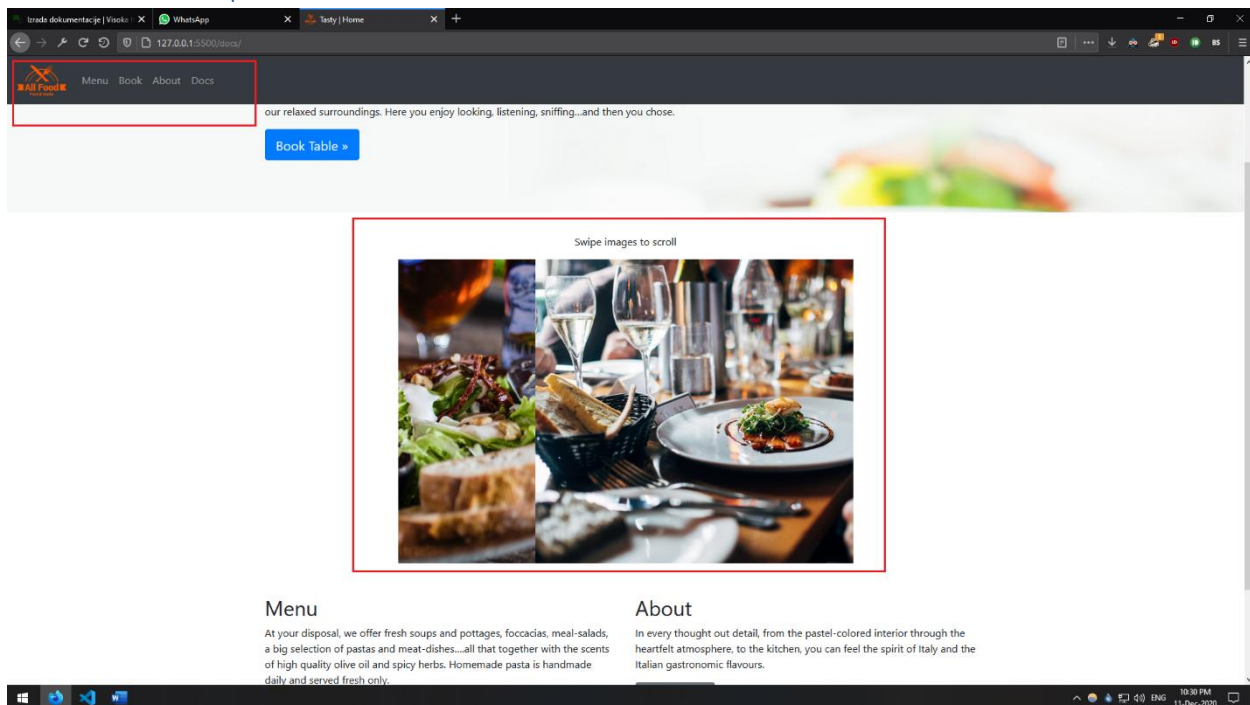 Izrada dokumentacije | Visoka
WhatsApp
Tasty | Home
127.0.0.1:5500/docs/
All Food
Menu Book About Docs
our relaxed surroundings. Here you enjoy looking, listening, sniffing...and then you chose.
Book Table »
Swipe images to scroll
Menu
At your disposal, we offer fresh soups and pottages, foccacias, meal-salads,
a big selection of pastas and meat-dishes....all that together with the scents
of high quality olive oil and spicy herbs. Homemade pasta is handmade
daily and served fresh only.
About
In every thought out detail, from the pastel-colored interior through the
heartfelt atmosphere, to the kitchen, you can feel the spirit of Italy and the
Italian gastronomic flavours.
ENG
10:30 PM
11-Dec-2020